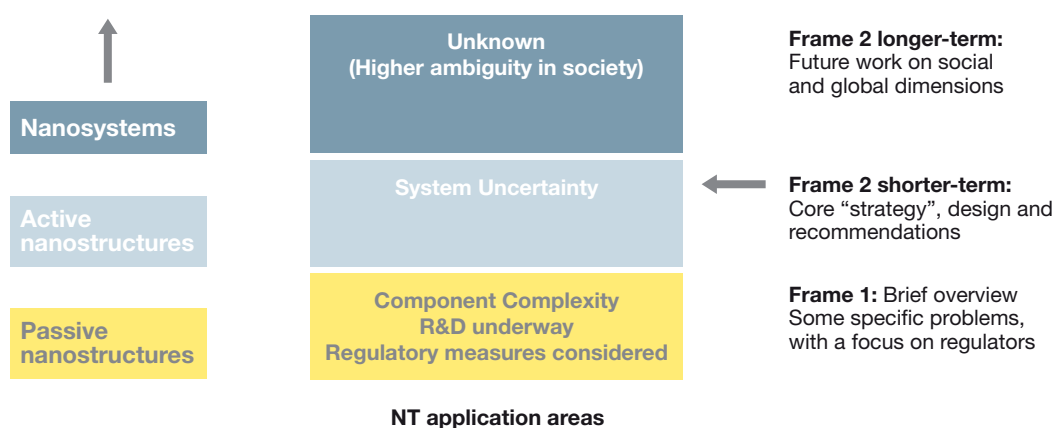 Nanosystems
Active
nanostructures
Passive
nanostructures
Unknown
(Higher ambiguity in society)
System Uncertainty
Component Complexity
R&D underway
Regulatory measures considered
NT application areas
Frame 2 longer-term:
Future work on social
and global dimensions
Frame 2 shorter-term:
Core “strategy”, design and
recommendations
Frame 1: Brief overview
Some specific problems,
with a focus on regulators